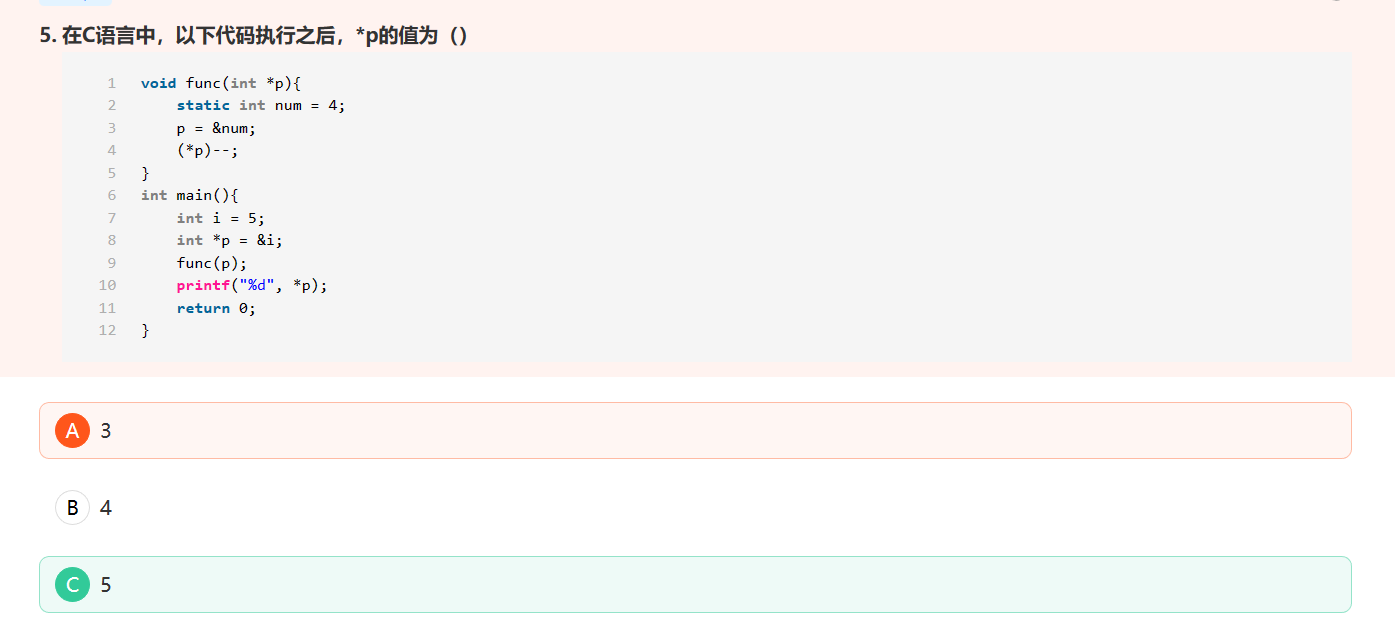 5. 在C语言中，以下代码执行之后，*p的值为（）
1 void func(int *p){
2 static int num = 4;
3 p = &num;
4 (*p)--;
5 }
6 int main(){
7 int i = 5;
8 int *p = &i;
9 func(p);
10 printf("%d", *p);
11 return 0;
12 }
A 3
B 4
C 5